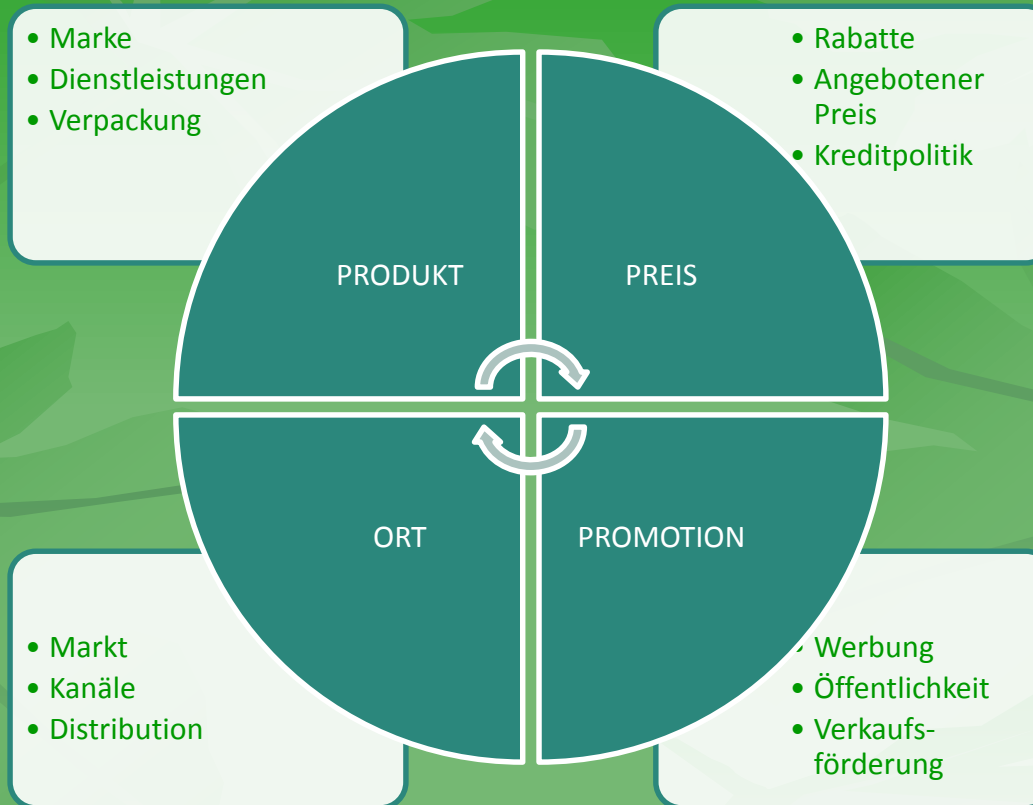 • Marke
• Dienstleistungen
• Verpackung
• Rabatte
• Angebotener
Preis
• Kreditpolitik
PRODUKT
PREIS
ORT
PROMOTION
• Markt
• Kanäle
• Distribution
• Werbung
• Öffentlichkeit
• Verkaufs-
förderung